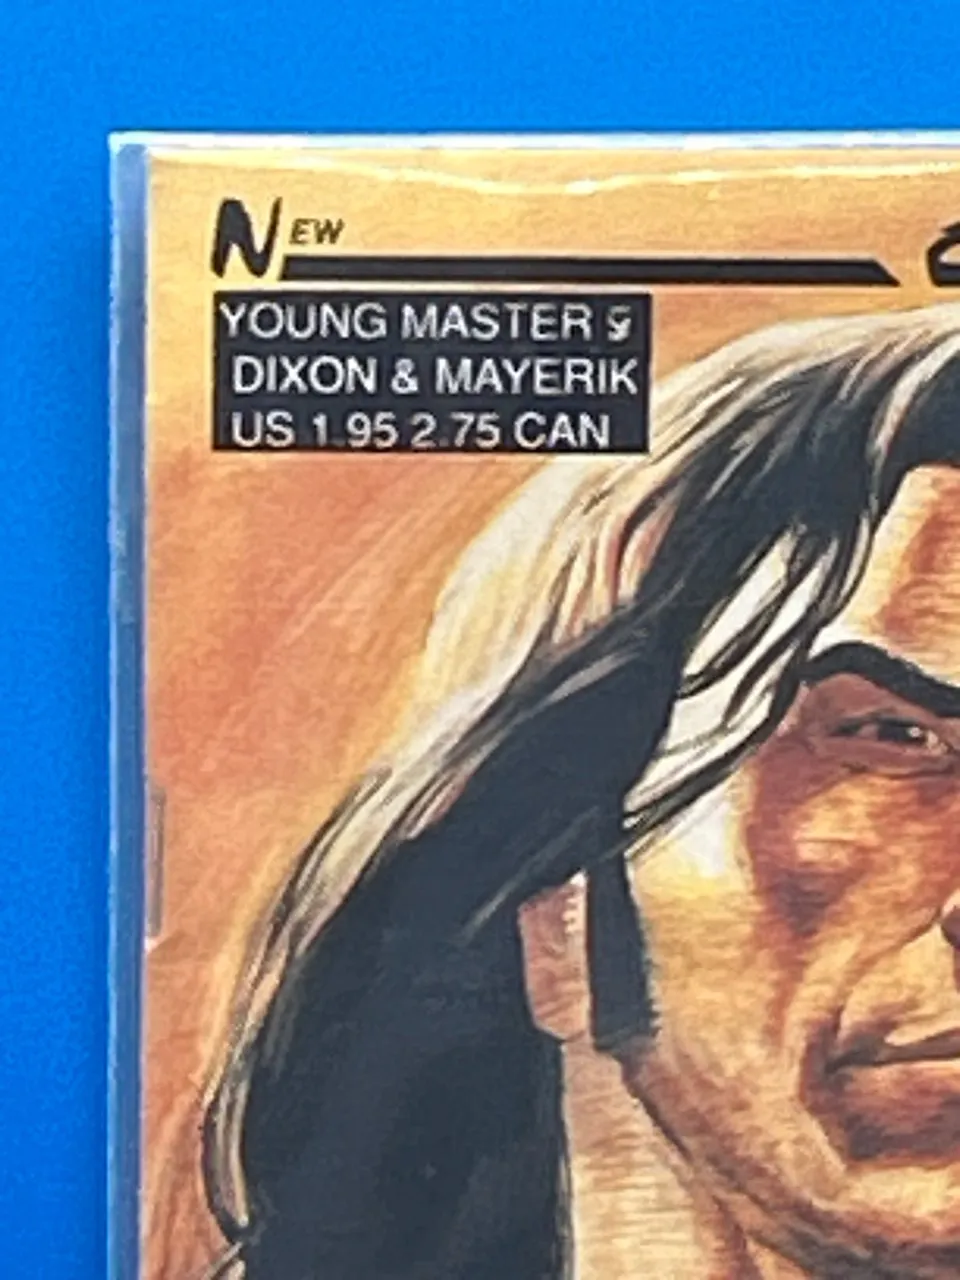 NEW
YOUNG MASTER 9
DIXON & MAYERIK
US 1.95 2.75 CAN